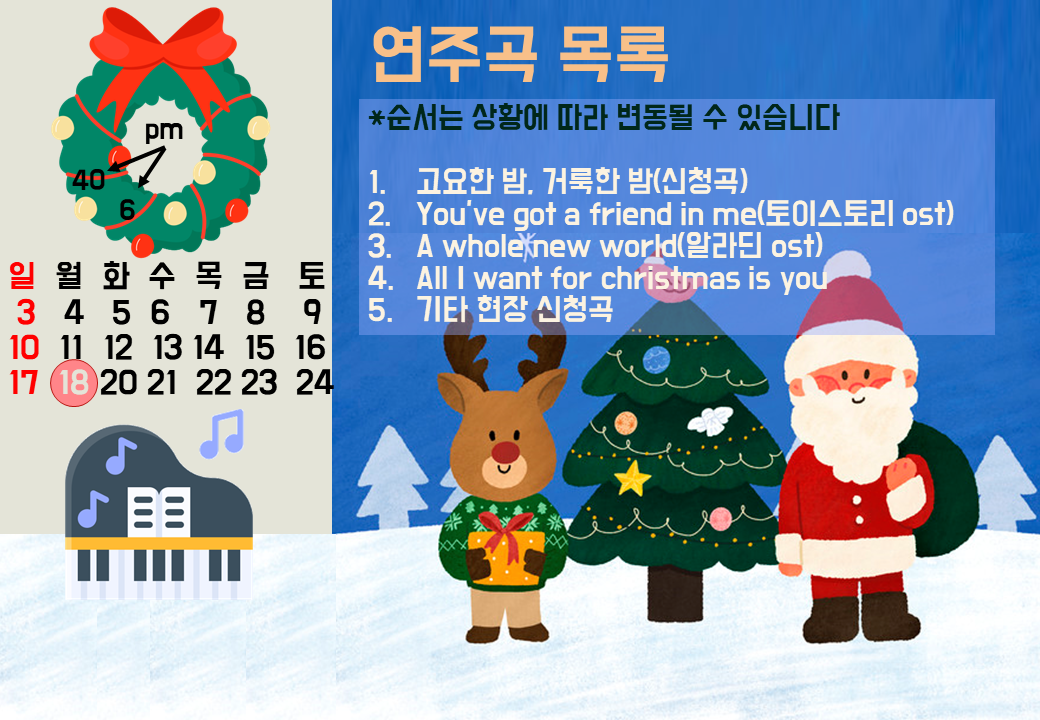 pm
40
6
일 월 화 수 목 금 토
3 4 5 6 7 8 9
10 11 12 13 14 15 16
17 18 20 21 22 23 24
연주곡 목록
*순서는 상황에 따라 변동될 수 있습니다
1. 고요한 밤, 거룩한 밤(신청곡)
2. You've got a friend in me(토이스토리 ost)
3. A whole new world(알라딘 ost)
4. All I want for christmas is you
5. 기타 현장 신청곡